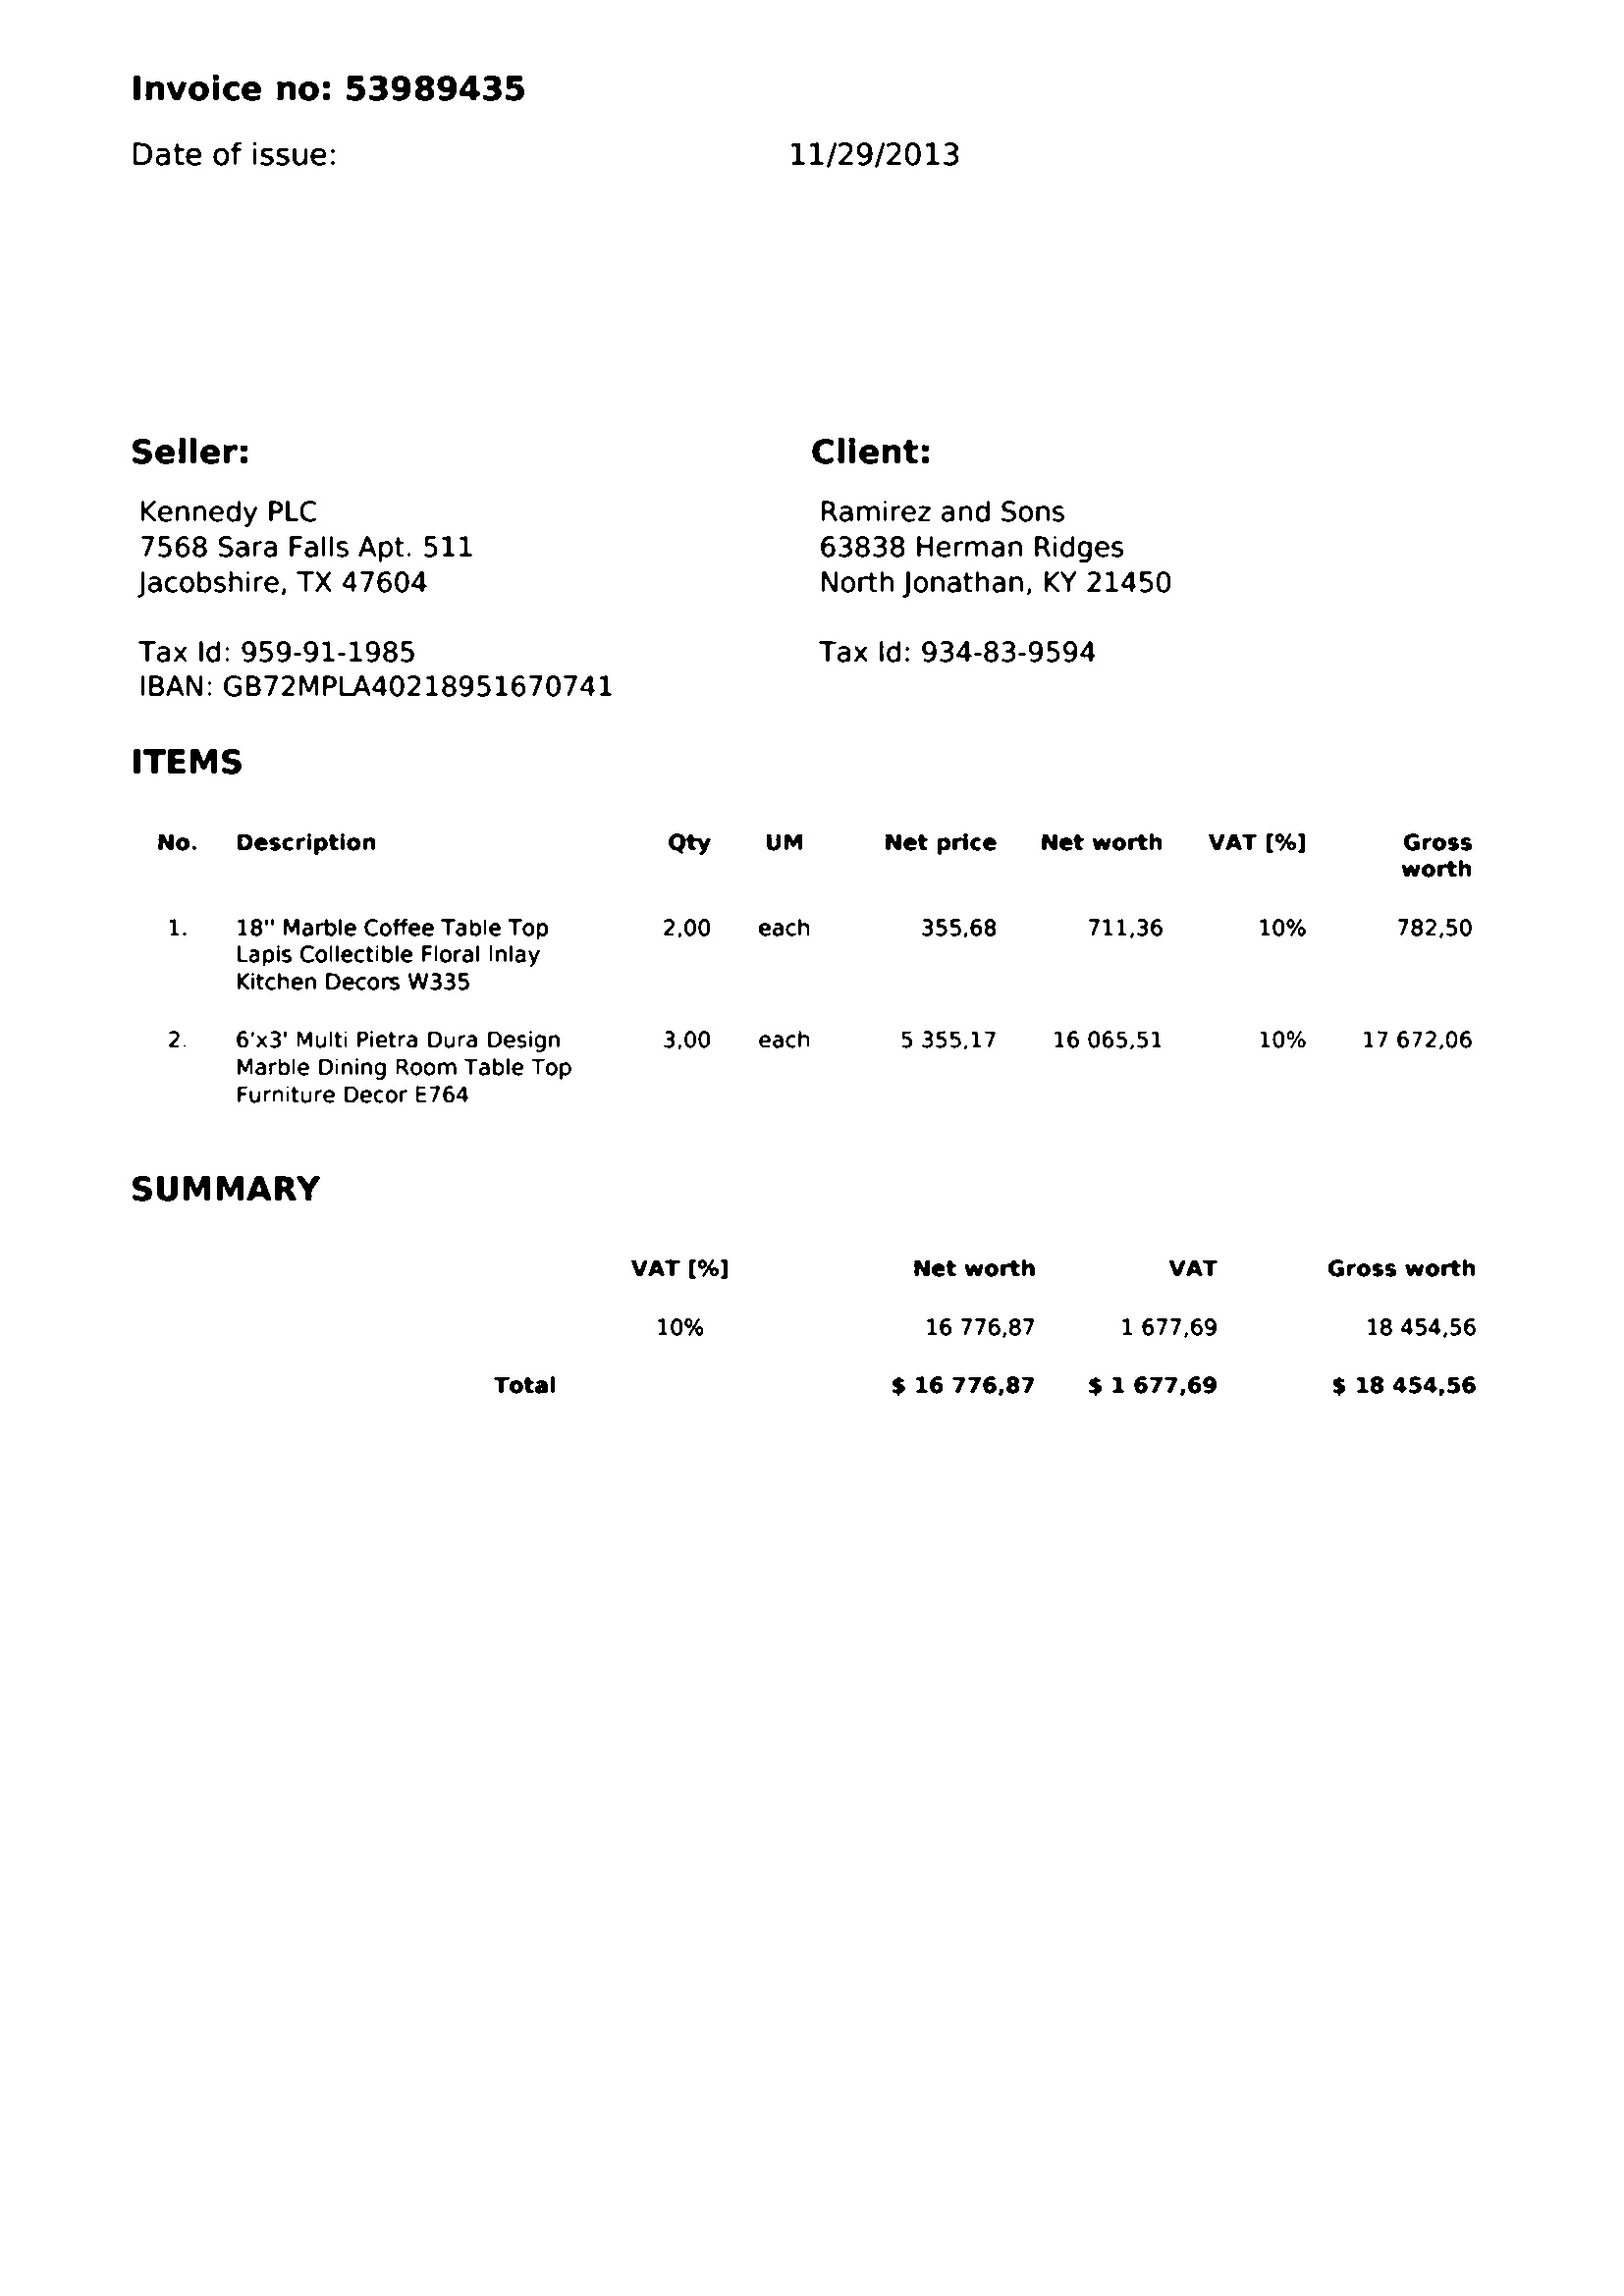 Invoice no: 53989435
Date of issue: 11/29/2013
Seller:
Kennedy PLC
7568 Sara Falls Apt. 511
Jacobshire, TX 47604
Tax Id: 959-91-1985
IBAN: GB72MPLA40218951670741
Client:
Ramirez and Sons
63838 Herman Ridges
North Jonathan, KY 21450
Tax Id: 934-83-9594
ITEMS
No. Description Qty UM Net price Net worth VAT [%] Gross
worth
1. 18" Marble Coffee Table Top 2,00 each 355,68 711,36 10% 782,50
Lapis Collectible Floral Inlay
Kitchen Decors W335
2. 6'x3' Multi Pietra Dura Design 3,00 each 5 355,17 16 065,51 10% 17 672,06
Marble Dining Room Table Top
Furniture Decor E764
SUMMARY
VAT [%] Net worth VAT Gross worth
10% 16 776,87 1 677,69 18 454,56
Total $ 16 776,87 $ 1 677,69 $ 18 454,56